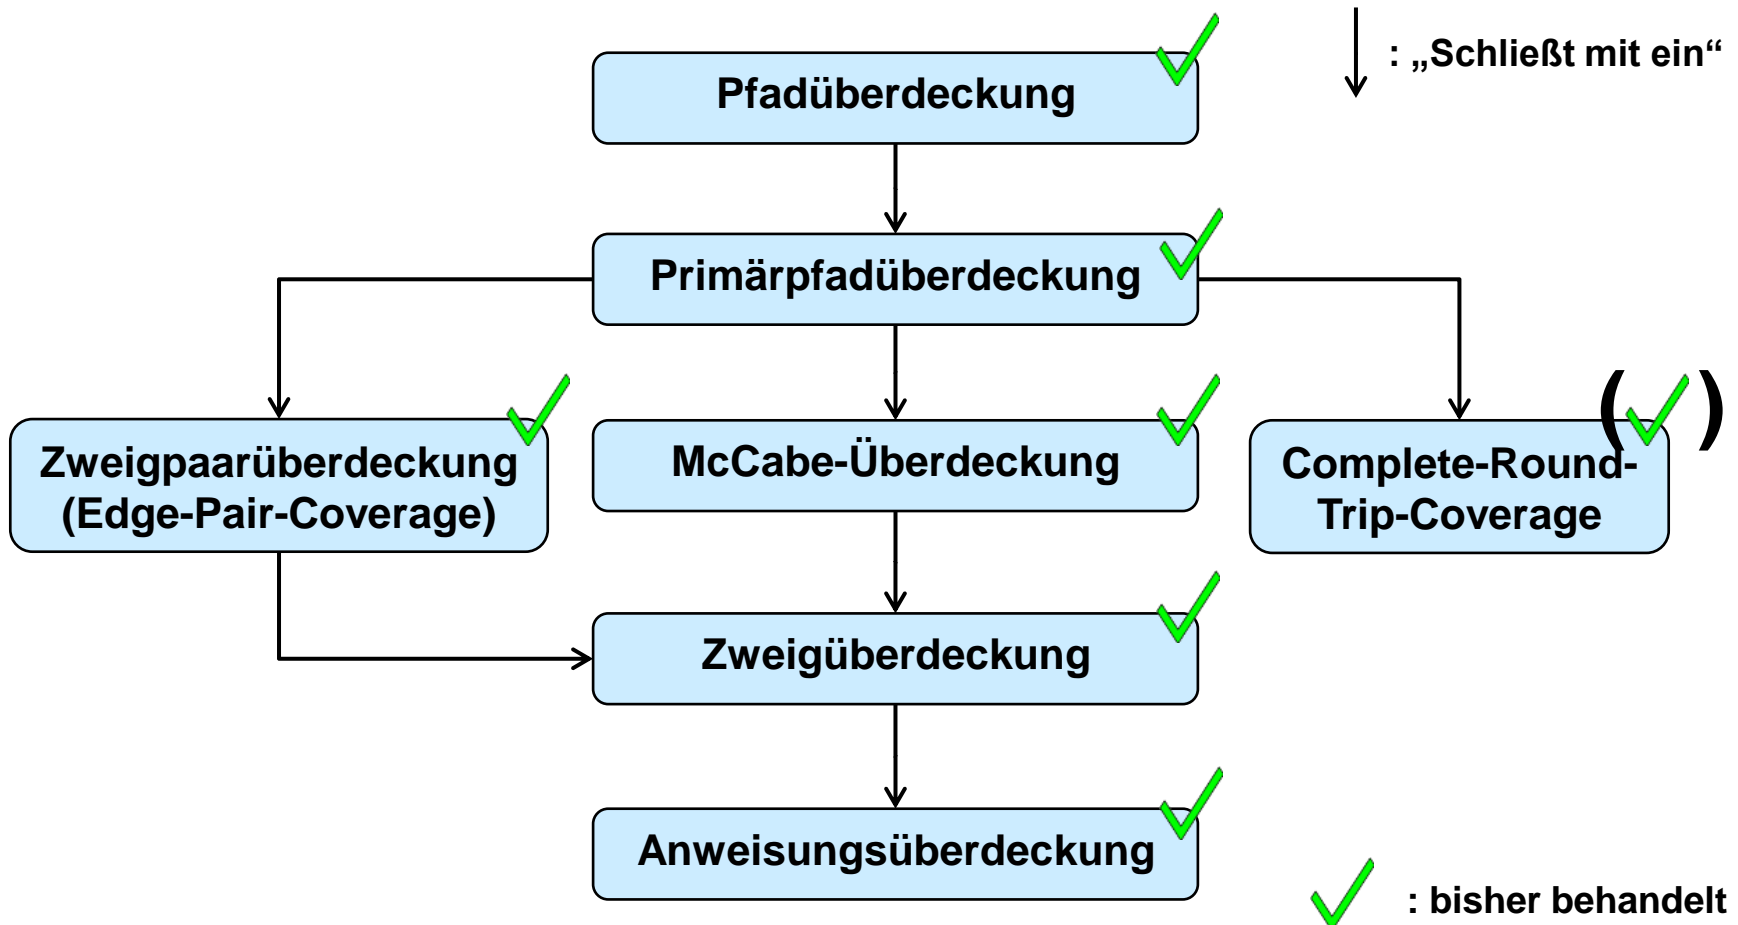 Pfadüberdeckung
: „Schließt mit ein“
Primärpfadüberdeckung
Zweigpaarüberdeckung
(Edge-Pair-Coverage)
McCabe-Überdeckung
( )
Complete-Round-
Trip-Coverage
Zweigüberdeckung
Anweisungsüberdeckung
: bisher behandelt